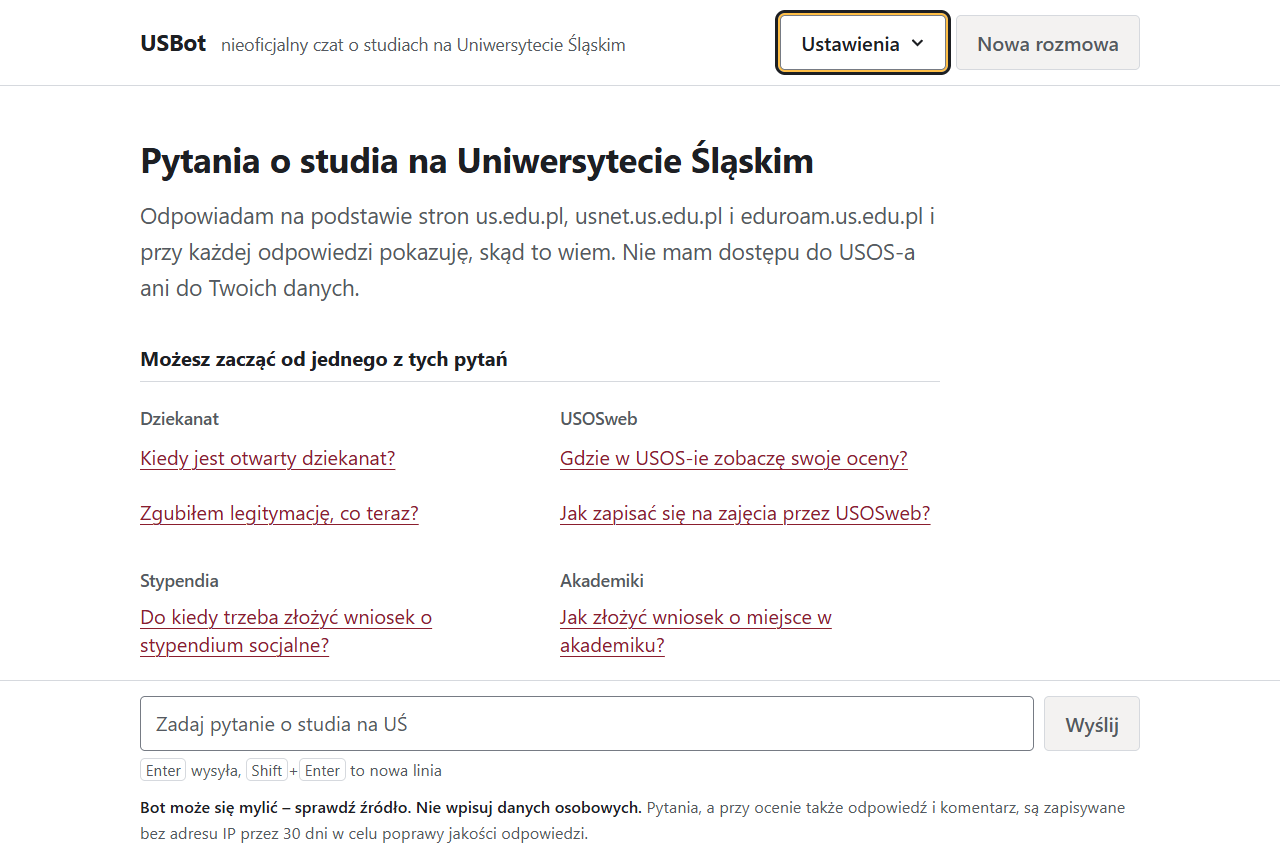 USBot nieoficjalny czat o studiach na Uniwersytecie Śląskim
Ustawienia
Nowa rozmowa
Pytania o studia na Uniwersytecie Śląskim
Odpowiadam na podstawie stron us.edu.pl, usnet.us.edu.pl i eduroam.us.edu.pl i
przy każdej odpowiedzi pokazuję, skąd to wiem. Nie mam dostępu do USOS-a
ani do Twoich danych.
Możesz zacząć od jednego z tych pytań
Dziekanat
Kiedy jest otwarty dziekanat?
Zgubiłem legitymację, co teraz?
USOSweb
Gdzie w USOS-ie zobaczę swoje oceny?
Jak zapisać się na zajęcia przez USOSweb?
Stypendia
Do kiedy trzeba złożyć wniosek o
stypendium socjalne?
Akademiki
Jak złożyć wniosek o miejsce w
akademiku?
Zadaj pytanie o studia na UŚ
Wyślij
Enter wysyła, Shift + Enter to nowa linia
Bot może się mylić – sprawdź źródło. Nie wpisuj danych osobowych. Pytania, a przy ocenie także odpowiedź i komentarz, są zapisywane
bez adresu IP przez 30 dni w celu poprawy jakości odpowiedzi.